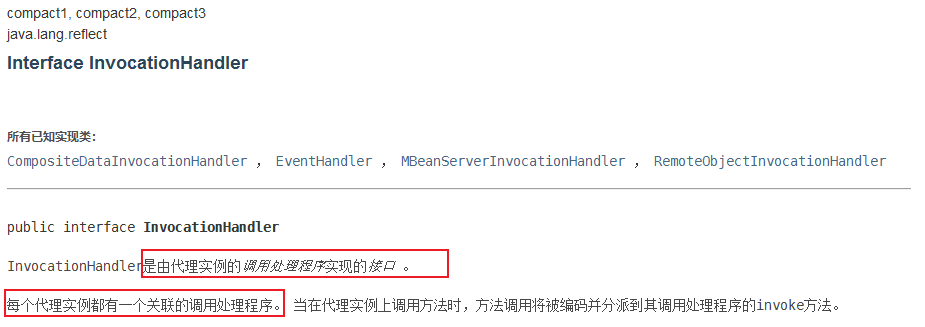 compact1, compact2, compact3
java.lang.reflect
Interface InvocationHandler
所有已知实现类:
CompositeDataInvocationHandler , EventHandler , MBeanServerInvocationHandler , RemoteObjectInvocationHandler
public interface InvocationHandler
InvocationHandler是由代理实例的调用处理程序实现的接口 。
每个代理实例都有一个关联的调用处理程序。 当在代理实例上调用方法时，方法调用将被编码并分派到其调用处理程序的invoke方法。